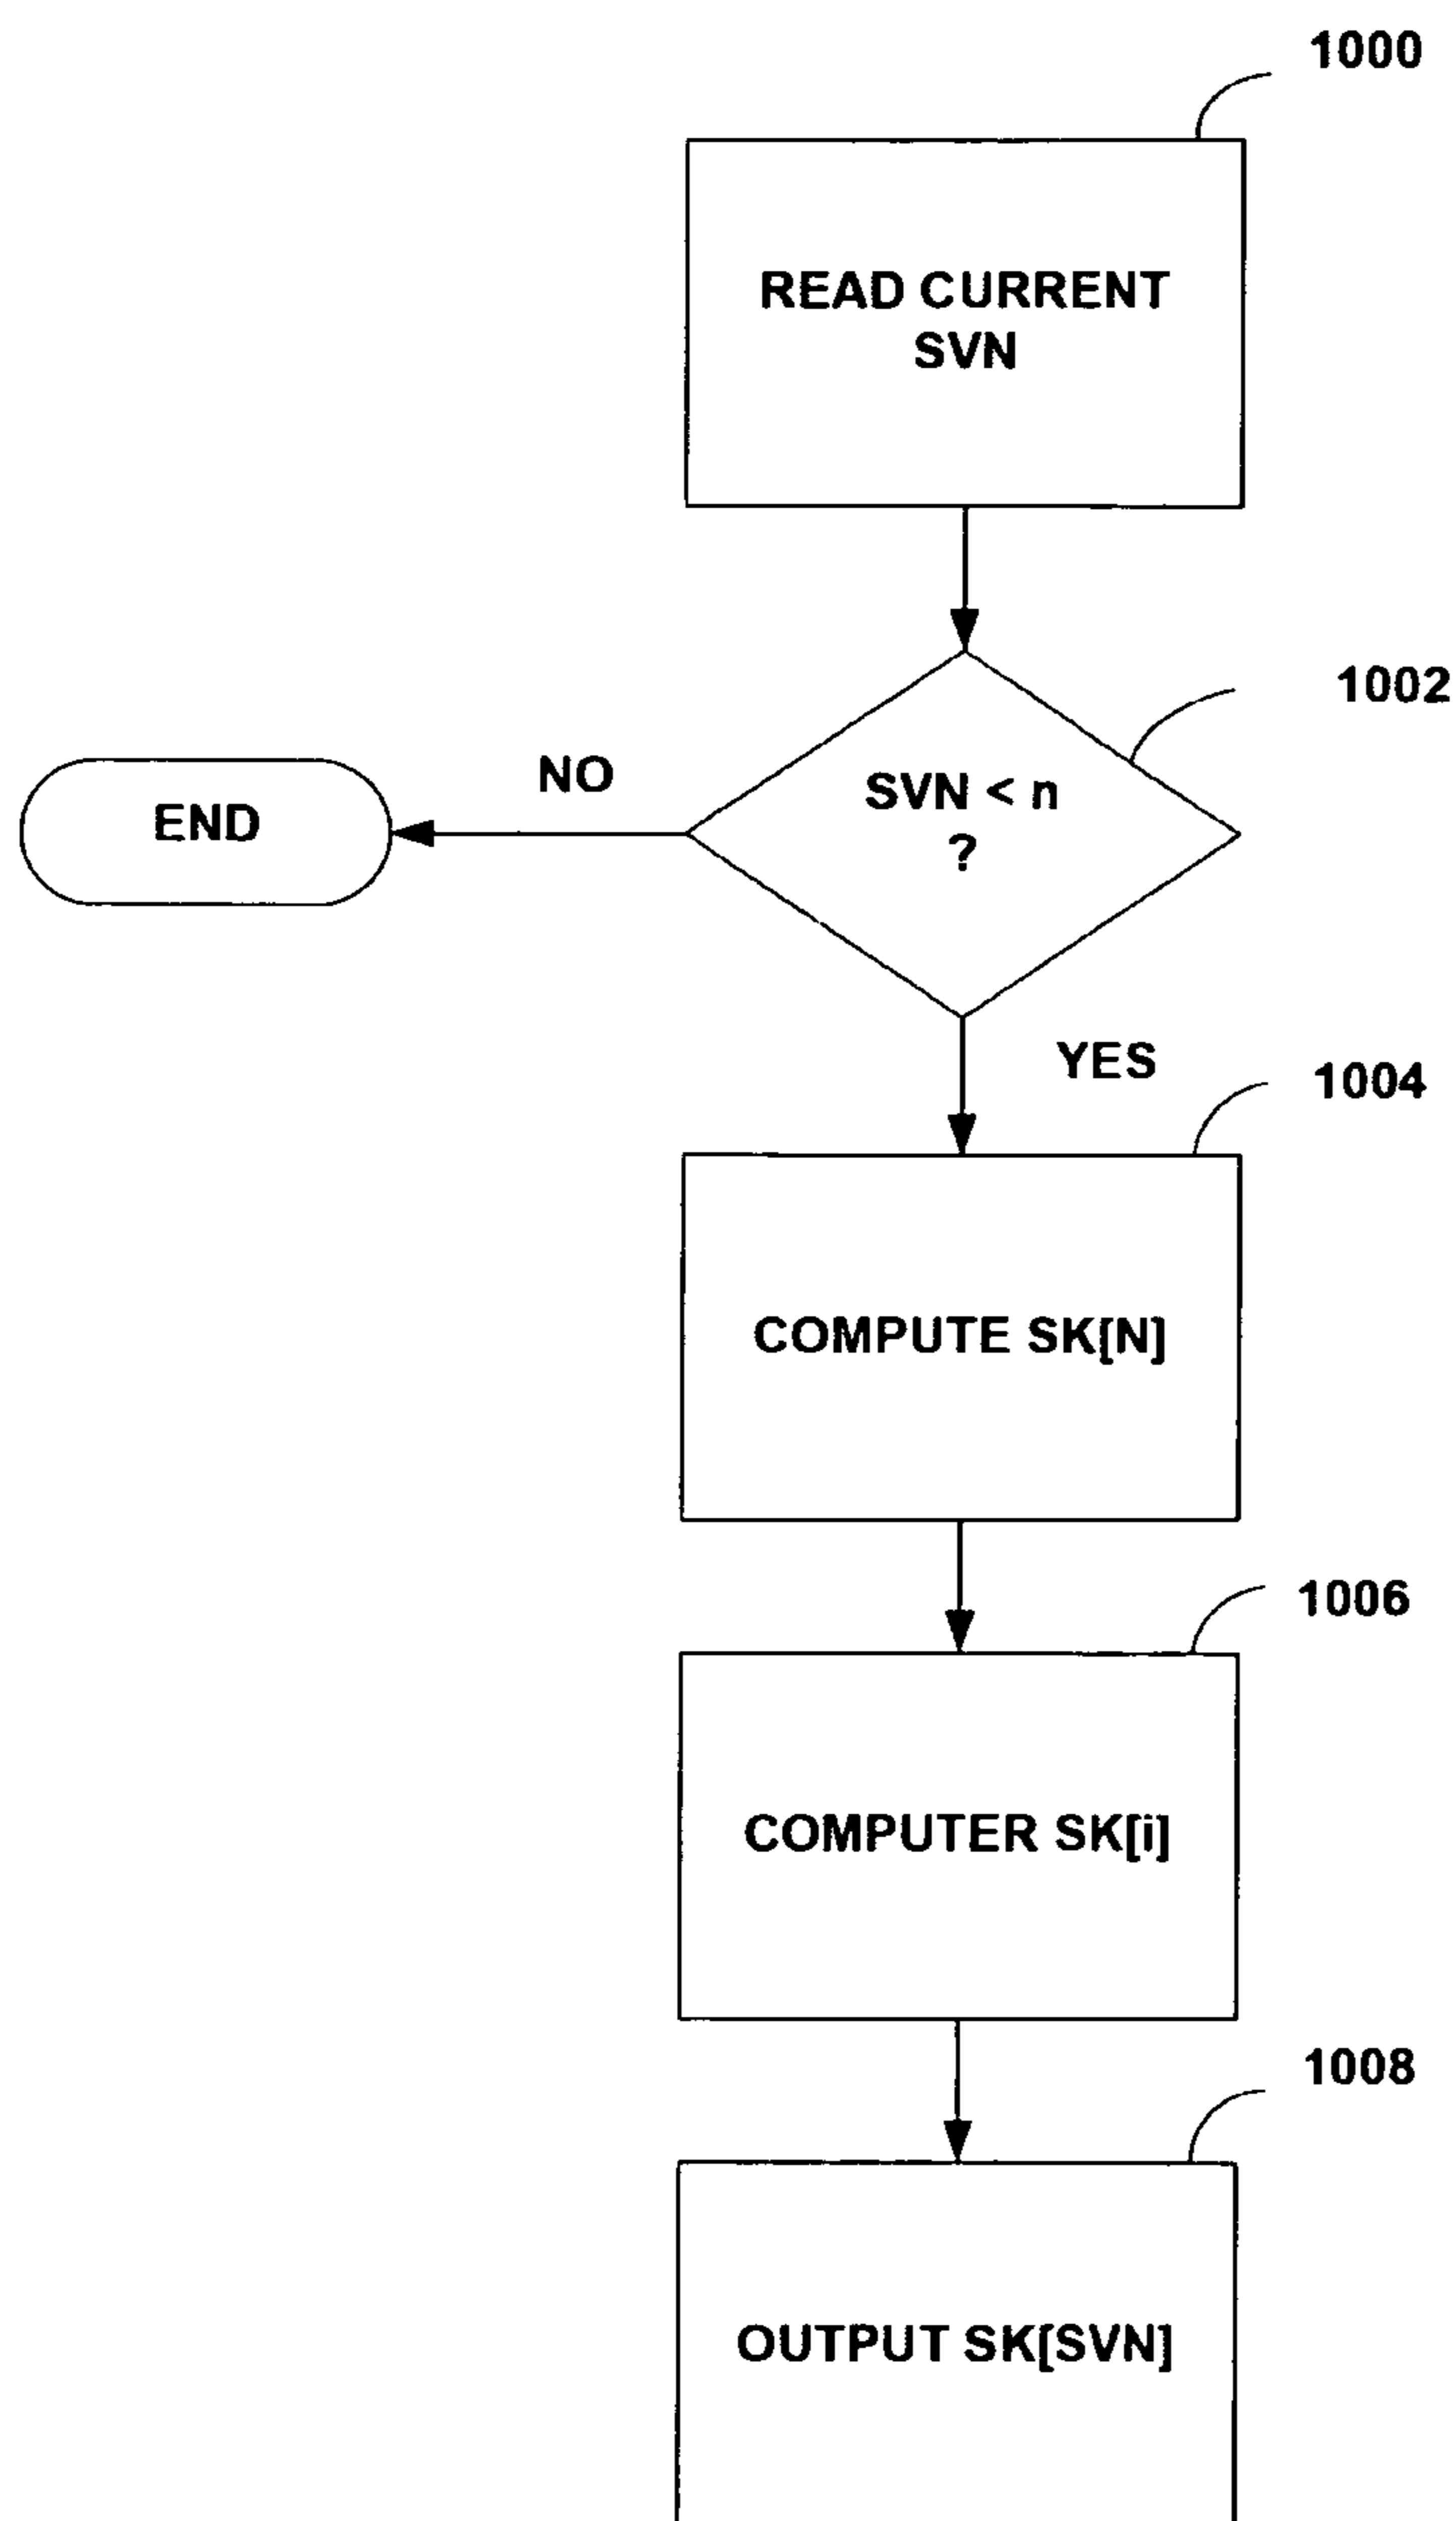 1000
READ CURRENT
SVN
1002
SVN < n
?
NO
END
YES
1004
COMPUTE SK[N]
1006
COMPUTER SK[i]
1008
OUTPUT SK[SVN]